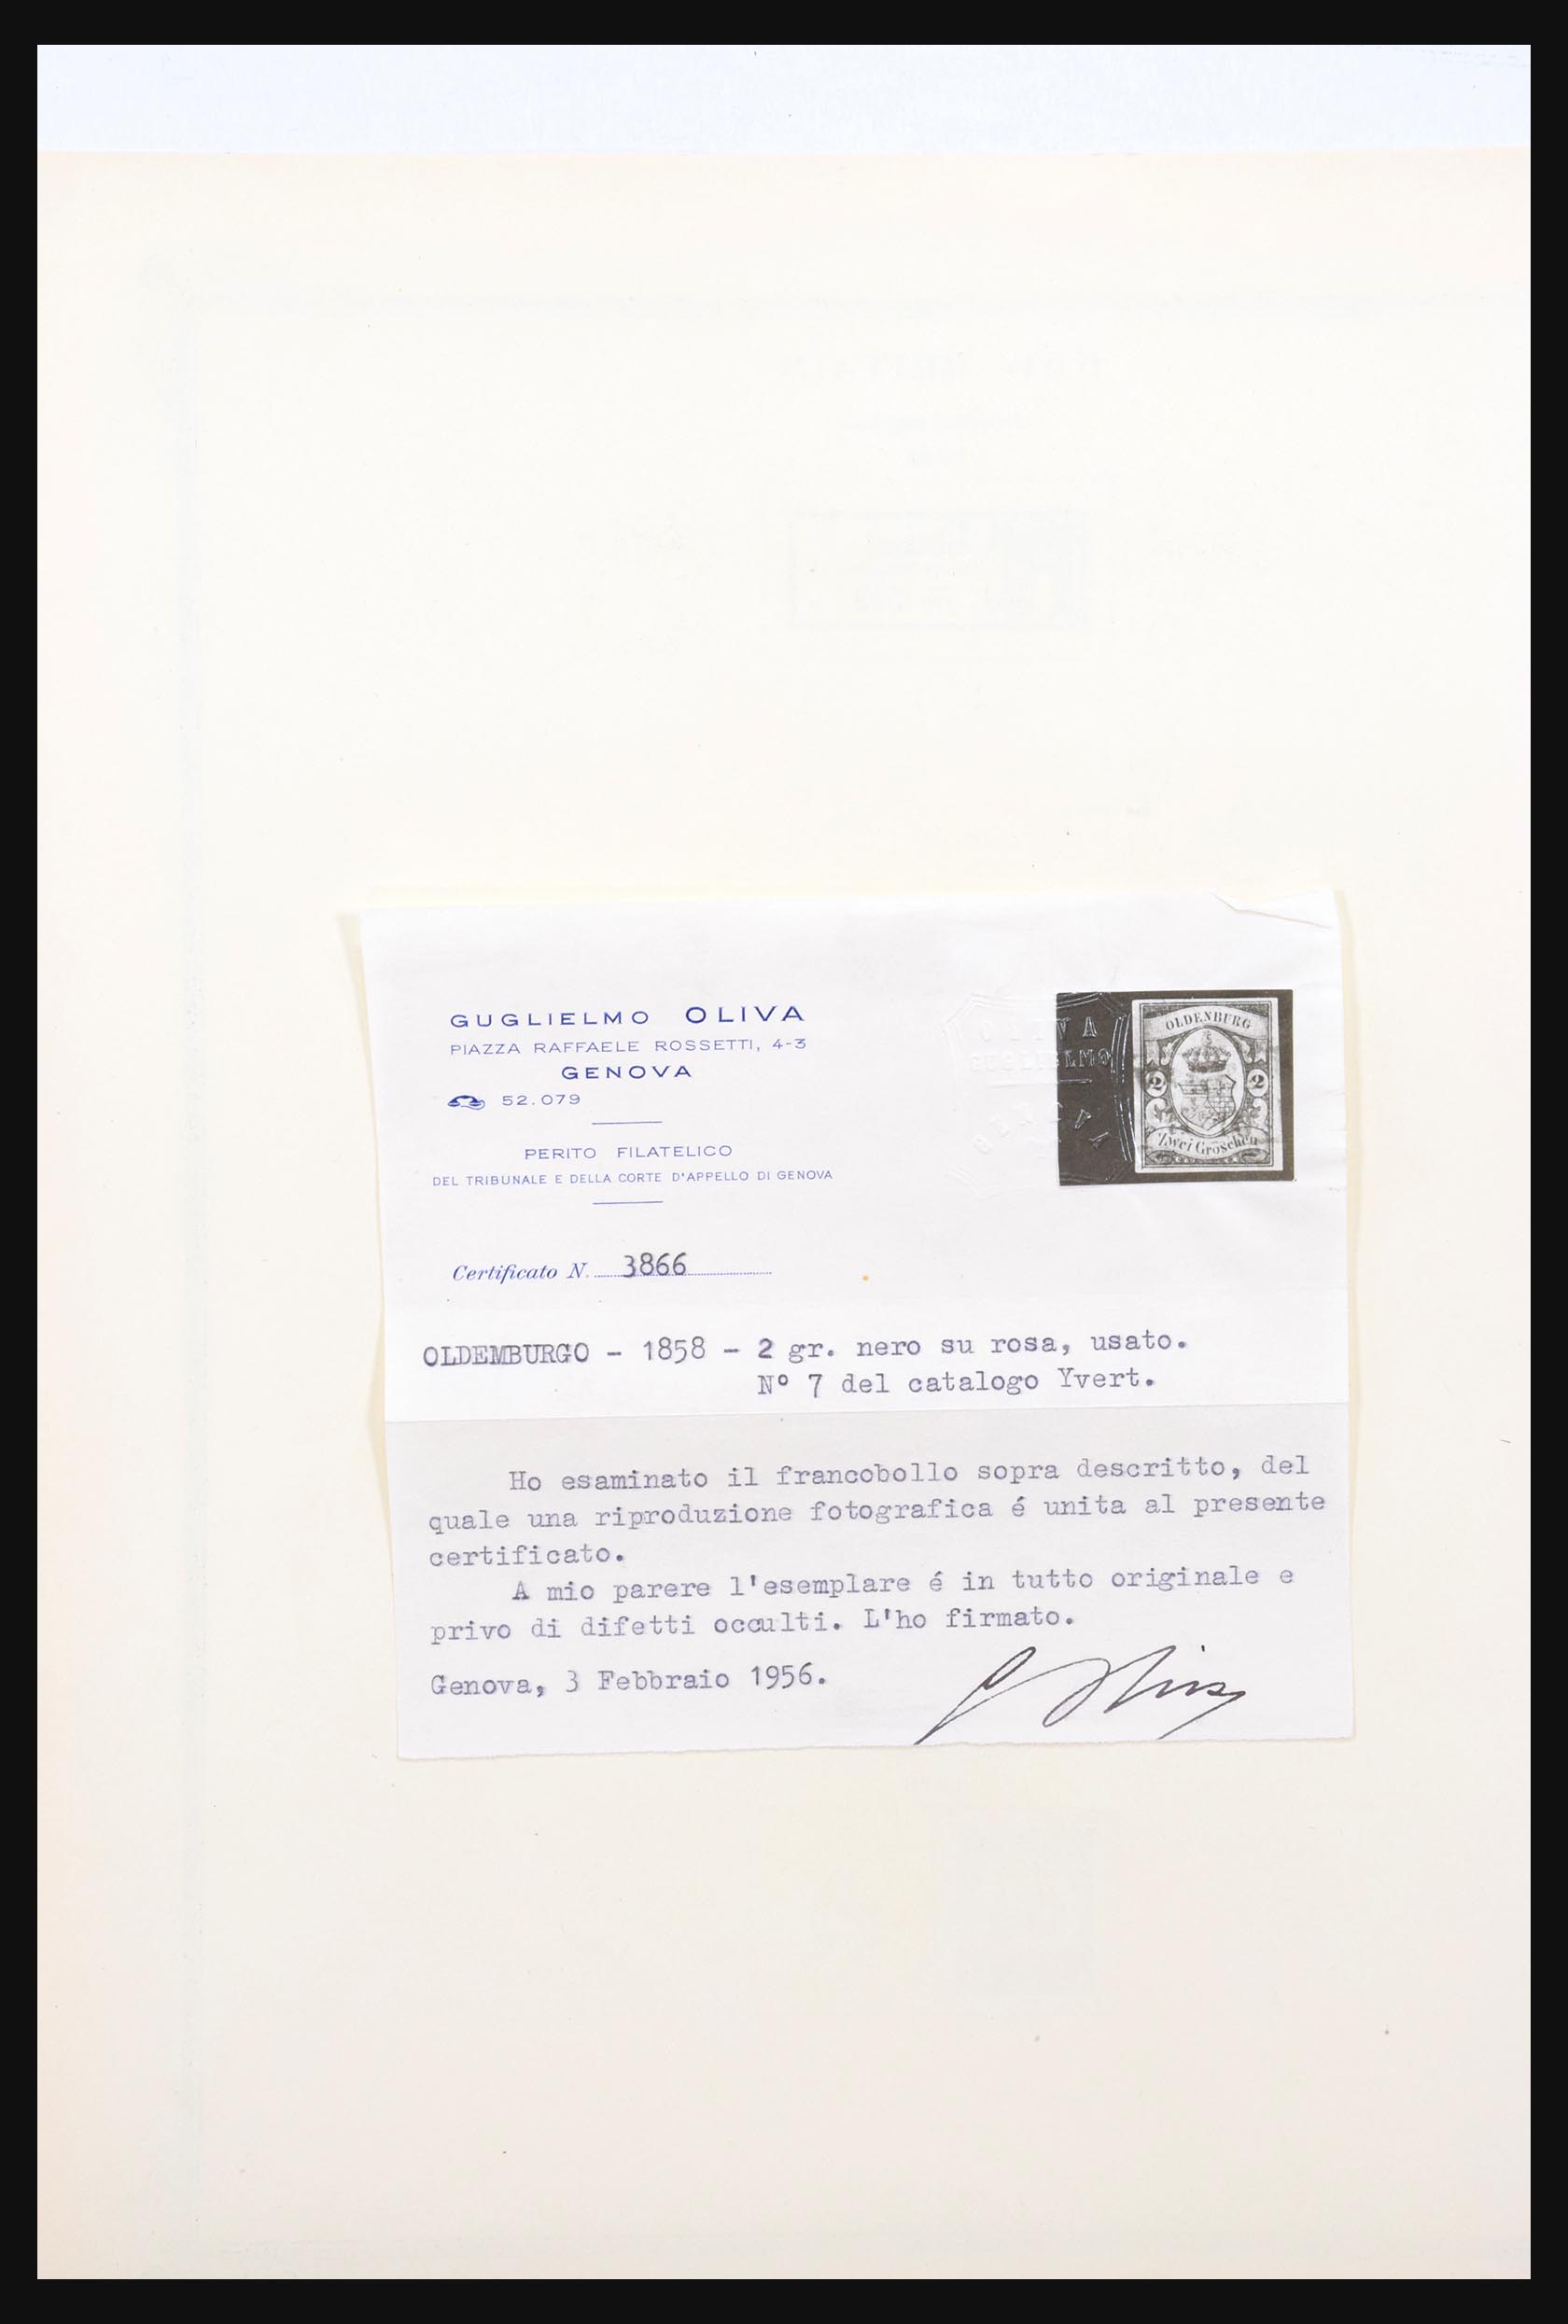 GUGLIELMO OLIVA
PIAZZA RAFFAELE ROSSETTI, 4-3
GENOVA
52.079
PERITO FILATELICO
DEL TRIBUNALE E DELLA CORTE D'APPELLO DI GENOVA
OLDENBURG
2 2
Zwei Groschen
Certificato N. 3866
OLDEMBURGO - 1858 - 2 gr. nero su rosa, usato.
N° 7 del catalogo Yvert.
Ho esaminato il francobollo sopra descritto, del
quale una riproduzione fotografica é unita al presente
certificato.
A mio parere l'esemplare é in tutto originale e
privo di difetti occulti. L'ho firmato.
Genova, 3 Febbraio 1956.